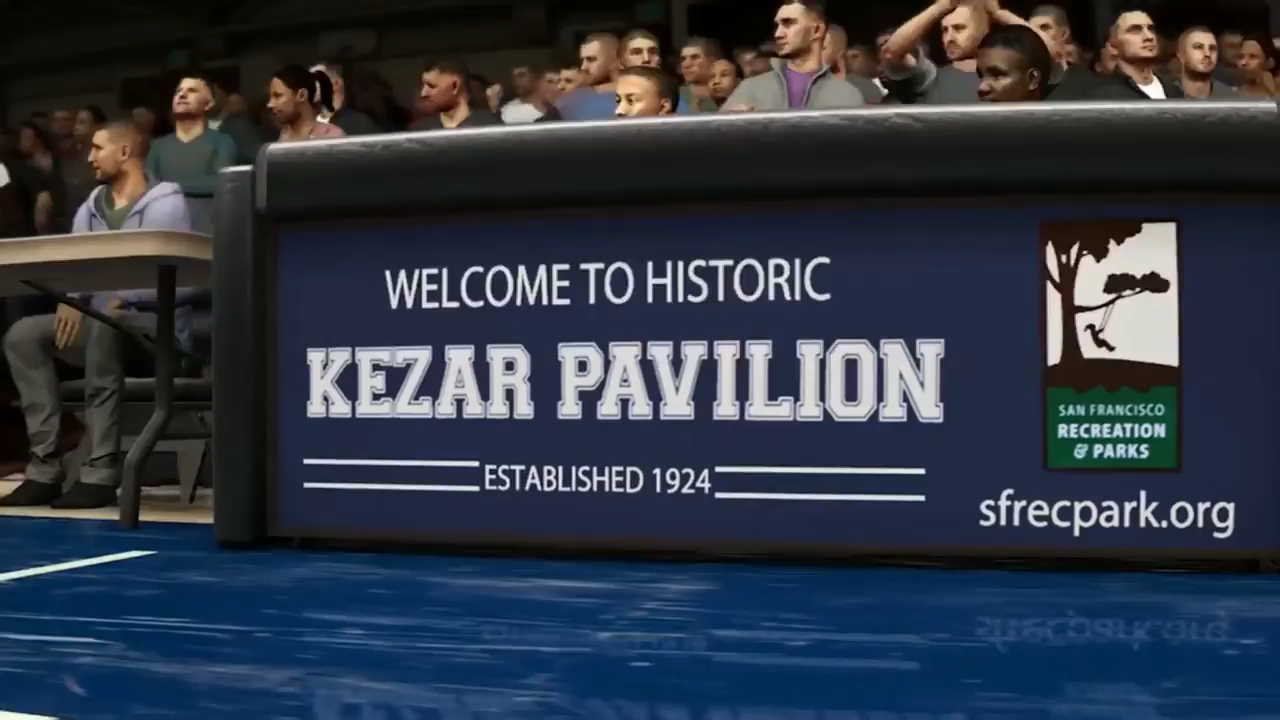 WELCOME TO HISTORIC
KEZAR PAVILION
ESTABLISHED 1924
SAN FRANCISCO
RECREATION
& PARKS
sfrecpark.org